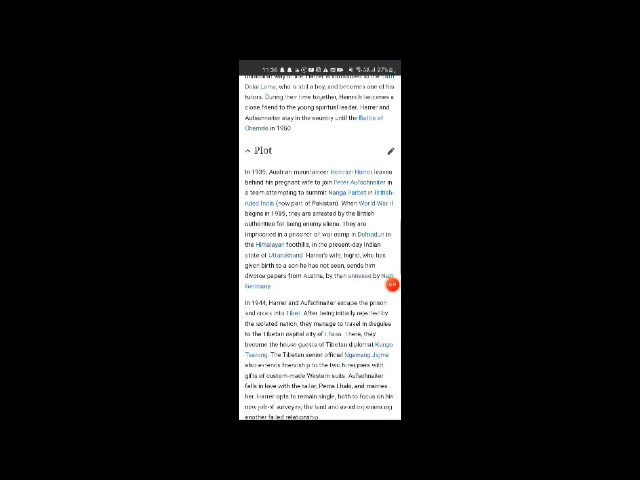 11:36
27%
Dalai Lama, who is still a boy, and becomes one of his
tutors. During their time together, Heinrich becomes a
close friend to the young spiritual leader. Harrer and
Aufschnaiter stay in the country until the Battle of
Chamdo in 1950.
Plot
In 1939, Austrian mountaineer Heinrich Harrer leaves
behind his pregnant wife to join Peter Aufschnaiter in
a team attempting to summit Nanga Parbat in British-
ruled India (now part of Pakistan). When World War II
begins in 1939, they are arrested by the British
authorities for being enemy aliens. They are
imprisoned in a prisoner-of-war camp in Dehradun in
the Himalayan foothills, in the present-day Indian
state of Uttarakhand. Harrer's wife, Ingrid, who has
given birth to a son he has not seen, sends him
divorce papers from Austria, by then annexed by Nazi
Germany.
In 1944, Harrer and Aufschnaiter escape the prison
and cross into Tibet. After being initially rejected by
the isolated nation, they manage to travel in disguise
to the Tibetan capital city of Lhasa. There, they
become the house guests of Tibetan diplomat Kungo
Tsarong. The Tibetan senior official Ngawang Jigme
also extends friendship to the two foreigners with
gifts of custom-made Western suits. Aufschnaiter
falls in love with the tailor, Pema Lhaki, and marries
her. Harrer opts to remain single, both to focus on his
new job of surveying the land and avoid experiencing
another failed relationship.